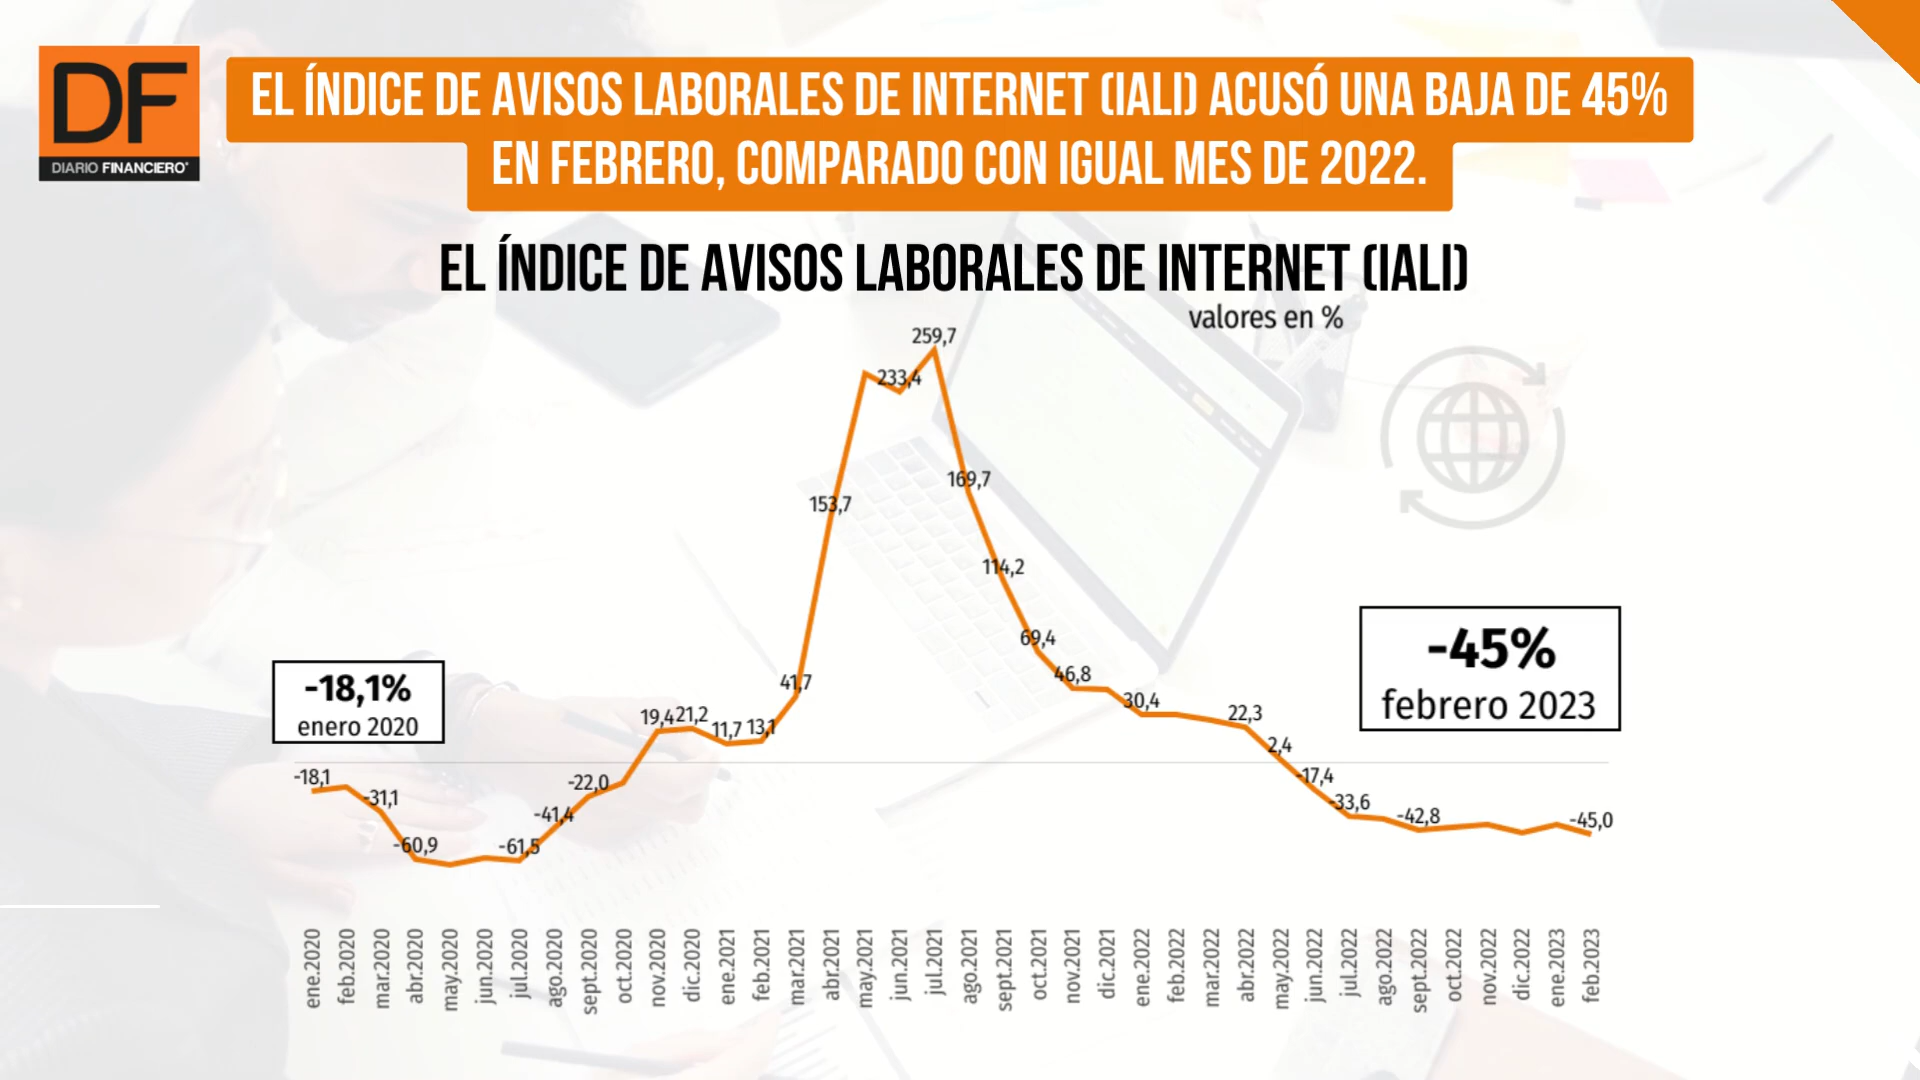 DF
DIARIO FINANCIERO
EL ÍNDICE DE AVISOS LABORALES DE INTERNET (IALI) ACUSÓ UNA BAJA DE 45%
EN FEBRERO, COMPARADO CON IGUAL MES DE 2022.
EL ÍNDICE DE AVISOS LABORALES DE INTERNET (IALI)
valores en %
259,7
233,4
169,7
153,7
114,2
69,4
46,8
41,7
30,4
22,3
19,4
21,2
11,7
13,1
2,4
-18,1%
enero 2020
-45%
febrero 2023
-18,1
-31,1
-60,9
-61,5
-41,4
-22,0
-17,4
-33,6
-42,8
-45,0
ene.2020
feb.2020
mar.2020
abr.2020
may.2020
jun.2020
jul.2020
ago.2020
sept.2020
oct.2020
nov.2020
dic.2020
ene.2021
feb.2021
mar.2021
abr.2021
may.2021
jun.2021
jul.2021
ago.2021
sept.2021
oct.2021
nov.2021
dic.2021
ene.2022
feb.2022
mar.2022
abr.2022
may.2022
jun.2022
jul.2022
ago.2022
sept.2022
oct.2022
nov.2022
dic.2022
ene.2023
feb.2023